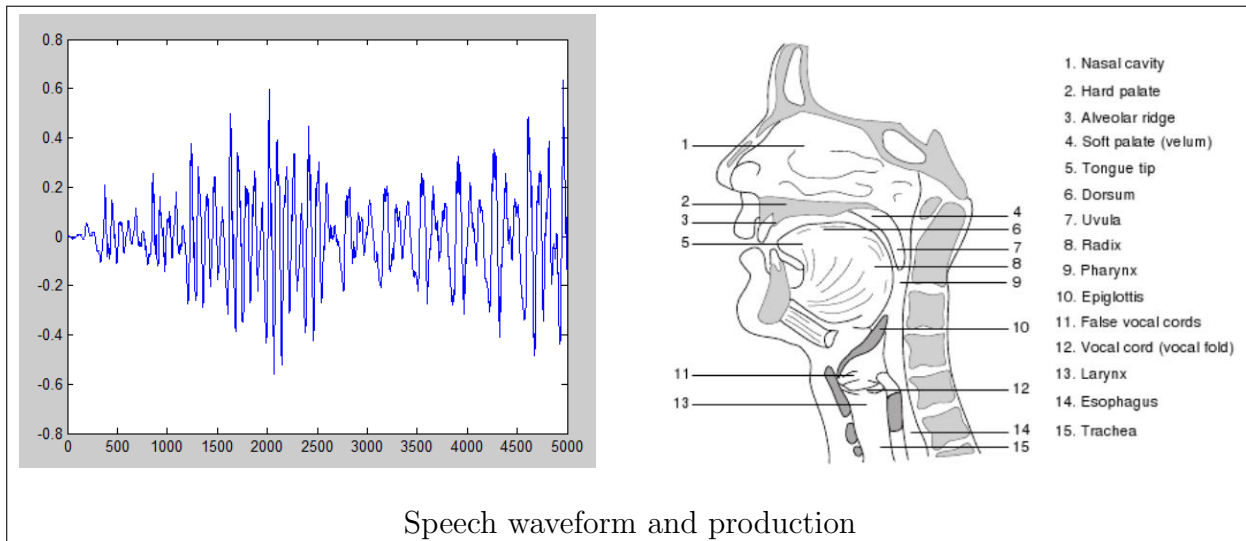 0.8
0.6
0.4
0.2
0
-0.2
-0.4
-0.6
-0.8
0 500 1000 1500 2000 2500 3000 3500 4000 4500 5000
1
2
3
5
11
13
4
6
7
8
9
10
12
14
15
1. Nasal cavity
2. Hard palate
3. Alveolar ridge
4. Soft palate (velum)
5. Tongue tip
6. Dorsum
7. Uvula
8. Radix
9. Pharynx
10. Epiglottis
11. False vocal cords
12. Vocal cord (vocal fold)
13. Larynx
14. Esophagus
15. Trachea
Speech waveform and production